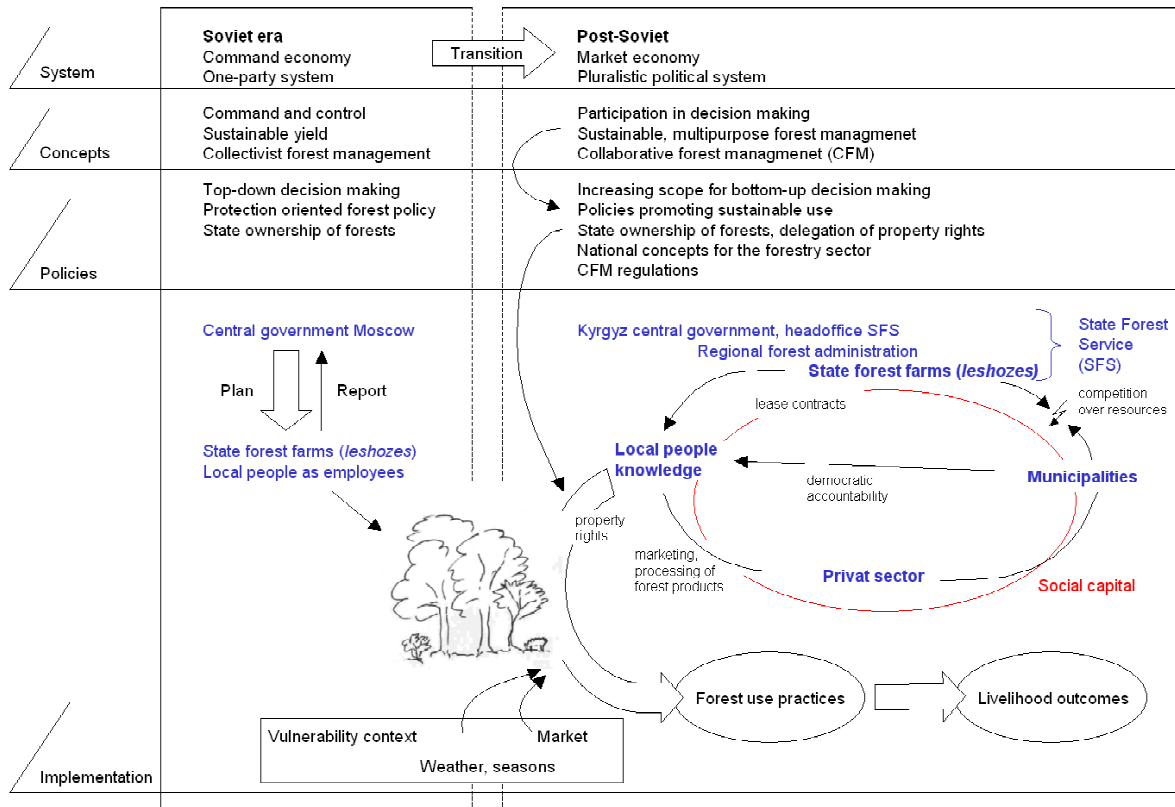 System
Soviet era
Command economy
One-party system
Transition
Post-Soviet
Market economy
Pluralistic political system
Concepts
Command and control
Sustainable yield
Collectivist forest management
Participation in decision making
Sustainable, multipurpose forest managmenet
Collaborative forest managmenet (CFM)
Policies
Top-down decision making
Protection oriented forest policy
State ownership of forests
Increasing scope for bottom-up decision making
Policies promoting sustainable use
State ownership of forests, delegation of property rights
National concepts for the forestry sector
CFM regulations
Implementation
Central government Moscow
Plan
Report
State forest farms (leshozes)
Local people as employees
Kyrgyz central government, headoffice SFS
Regional forest administration
State forest farms (leshozes)
State Forest
Service
(SFS)
lease contracts
competition
over resources
Local people
knowledge
democratic
accountability
Municipalities
property
rights
marketing,
processing of
forest products
Privat sector
Social capital
Forest use practices
Livelihood outcomes
Vulnerability context
Market
Weather, seasons